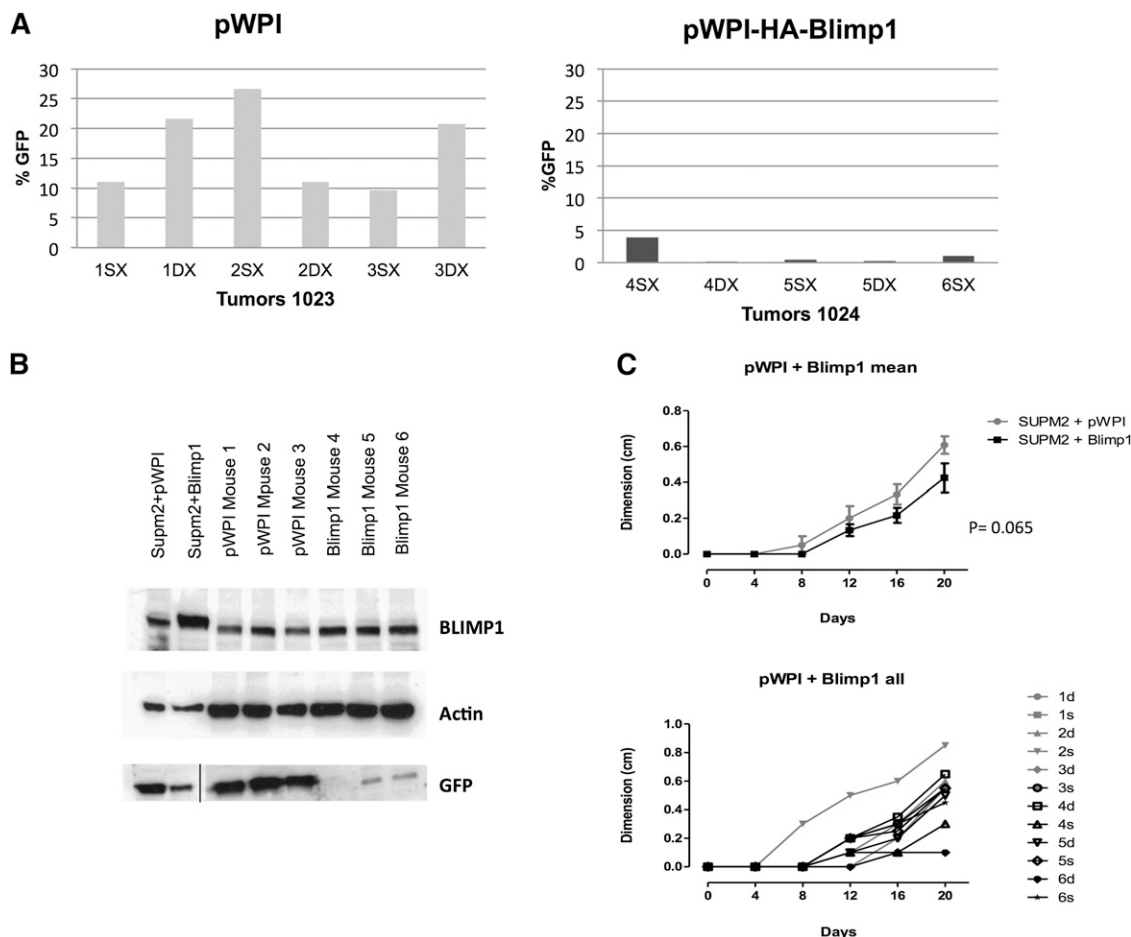 A
pWPI
pWPI-HA-Blimp1
% GFP
30
25
20
15
10
5
0
1SX 1DX 2SX 2DX 3SX 3DX
Tumors 1023
%GFP
30
25
20
15
10
5
0
4SX 4DX 5SX 5DX 6SX
Tumors 1024
B
Supm2+pWPI
Supm2+Blimp1
pWPI Mouse 1
pWPI Mpuse 2
pWPI Mouse 3
Blimp1 Mouse 4
Blimp1 Mouse 5
Blimp1 Mouse 6
BLIMP1
Actin
GFP
C
pWPI + Blimp1 mean
Dimension (cm)
0.8
0.6
0.4
0.2
0.0
0 4 8 12 16 20
Days
SUPM2 + pWPI
SUPM2 + Blimp1
P= 0.065
pWPI + Blimp1 all
Dimension (cm)
1.0
0.8
0.6
0.4
0.2
0.0
0 4 8 12 16 20
Days
1d
1s
2d
2s
3d
3s
4d
4s
5d
5s
6d
6s